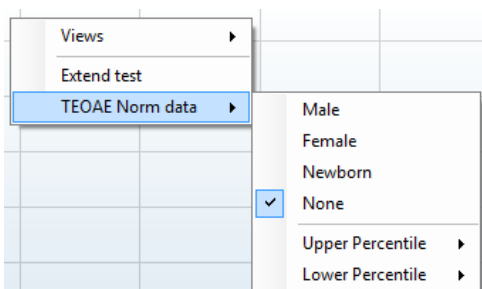 Views
Extend test
TEOAE Norm data
Male
Female
Newborn
None
Upper Percentile
Lower Percentile